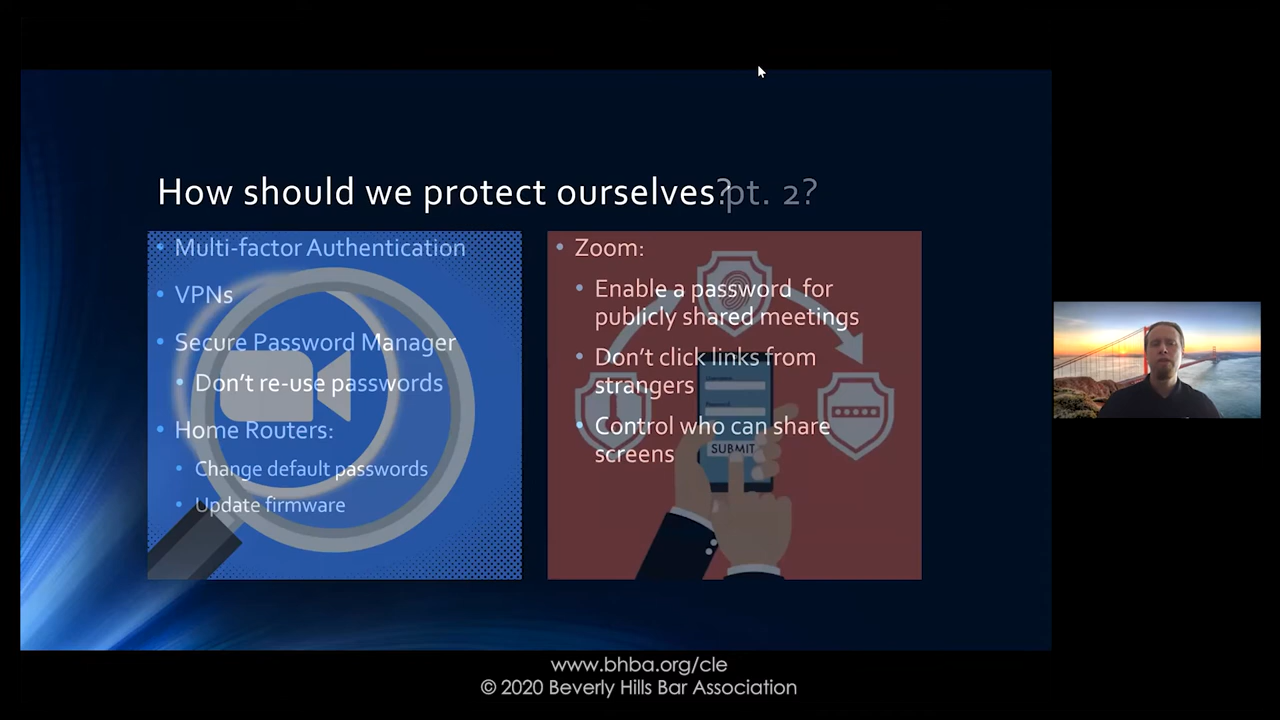 How should we protect ourselves? pt. 2?
• Multi-factor Authentication
• VPNs
• Secure Password Manager
• Don't re-use passwords
• Home Routers:
• Change default passwords
• Update firmware
• Zoom:
• Enable a password for
publicly shared meetings
• Don't click links from
strangers
• Control who can share
screens
SUBMIT
www.bhba.org/cle
© 2020 Beverly Hills Bar Association